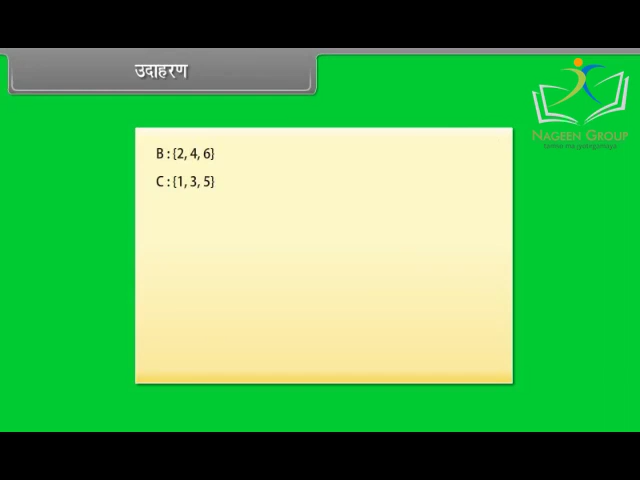 उदाहरण
NAGEEN GROUP
B : {2, 4, 6}
C : {1, 3, 5}